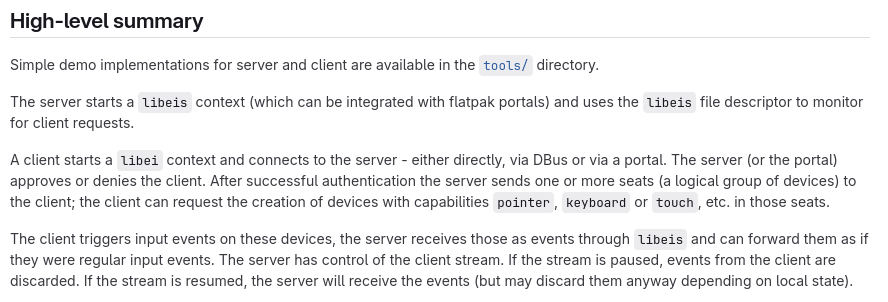 High-level summary
Simple demo implementations for server and client are available in the tools/ directory.
The server starts a libeis context (which can be integrated with flatpak portals) and uses the libeis file descriptor to monitor
for client requests.
A client starts a libei context and connects to the server - either directly, via DBus or via a portal. The server (or the portal)
approves or denies the client. After successful authentication the server sends one or more seats (a logical group of devices) to
the client; the client can request the creation of devices with capabilities pointer, keyboard or touch, etc. in those seats.
The client triggers input events on these devices, the server receives those as events through libeis and can forward them as if
they were regular input events. The server has control of the client stream. If the stream is paused, events from the client are
discarded. If the stream is resumed, the server will receive the events (but may discard them anyway depending on local state).